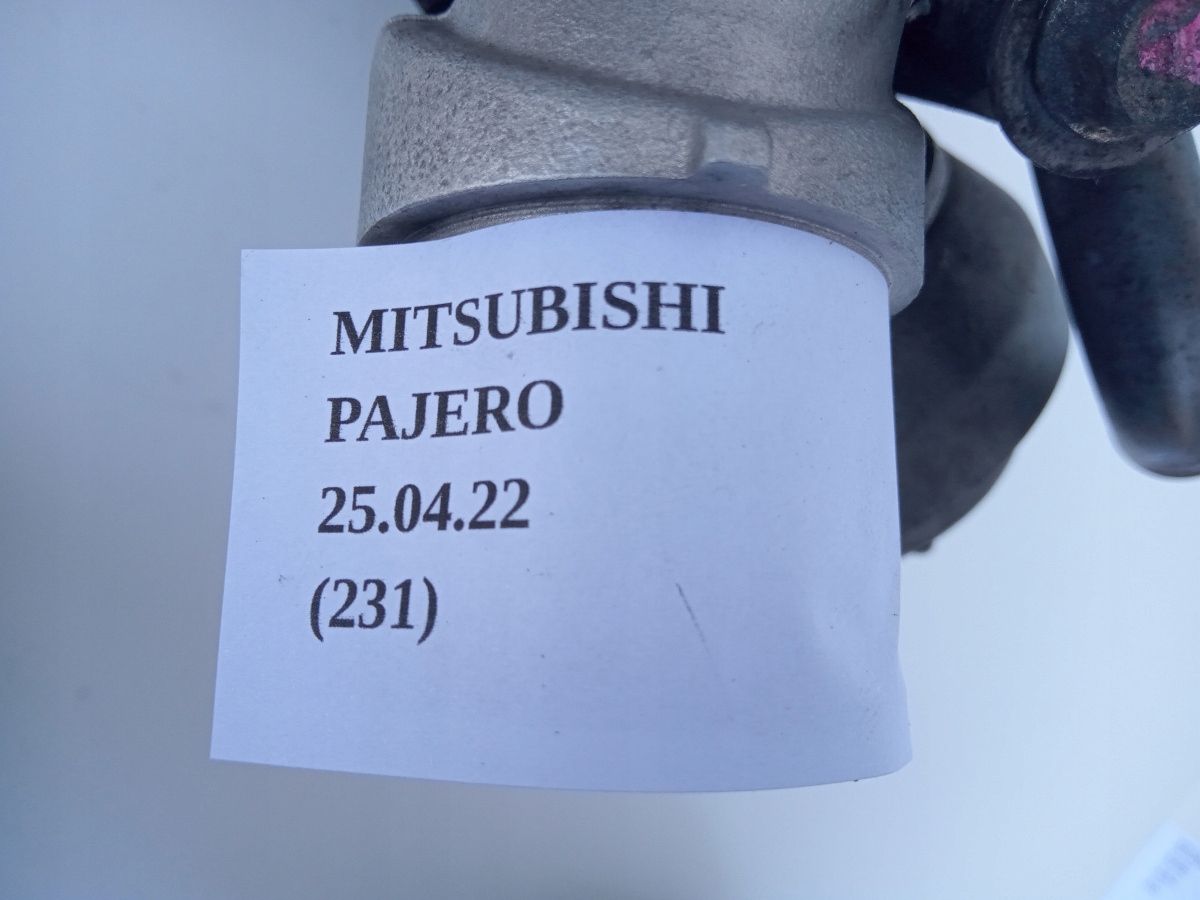 MITSUBISHI
PAJERO
25.04.22
(231)